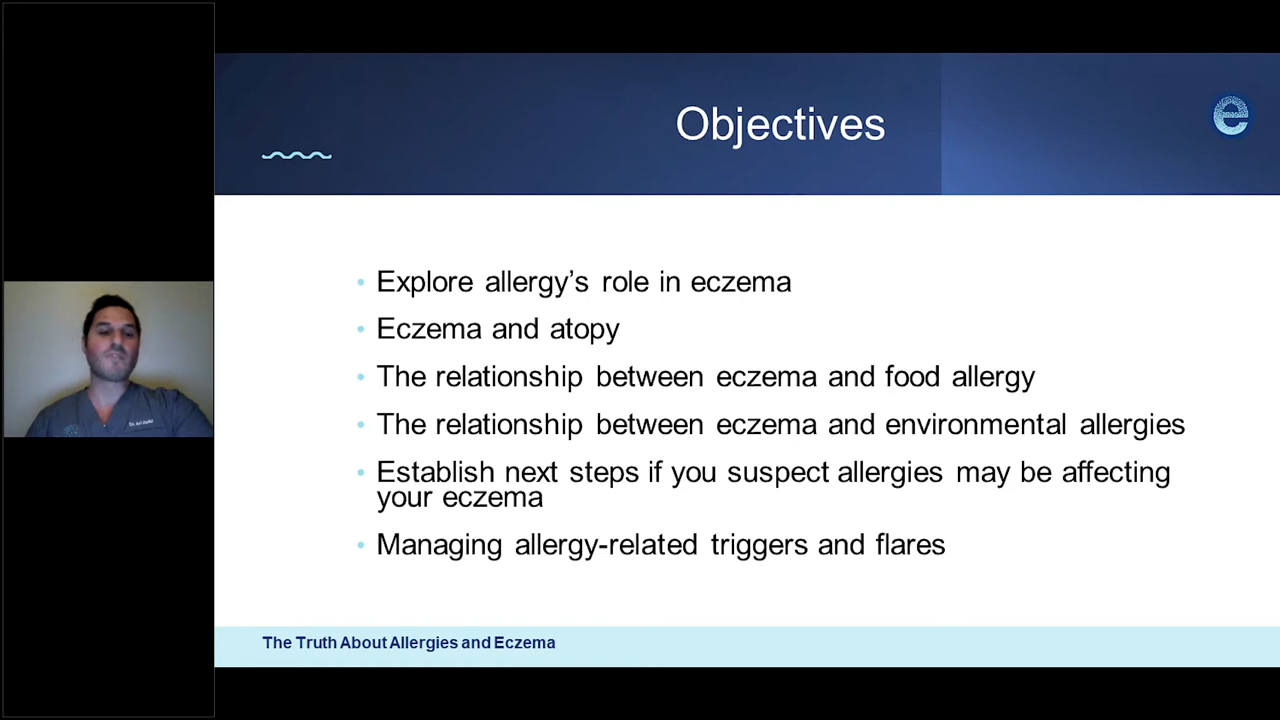 Objectives
e
• Explore allergy’s role in eczema
• Eczema and atopy
• The relationship between eczema and food allergy
• The relationship between eczema and environmental allergies
• Establish next steps if you suspect allergies may be affecting
your eczema
• Managing allergy-related triggers and flares
The Truth About Allergies and Eczema